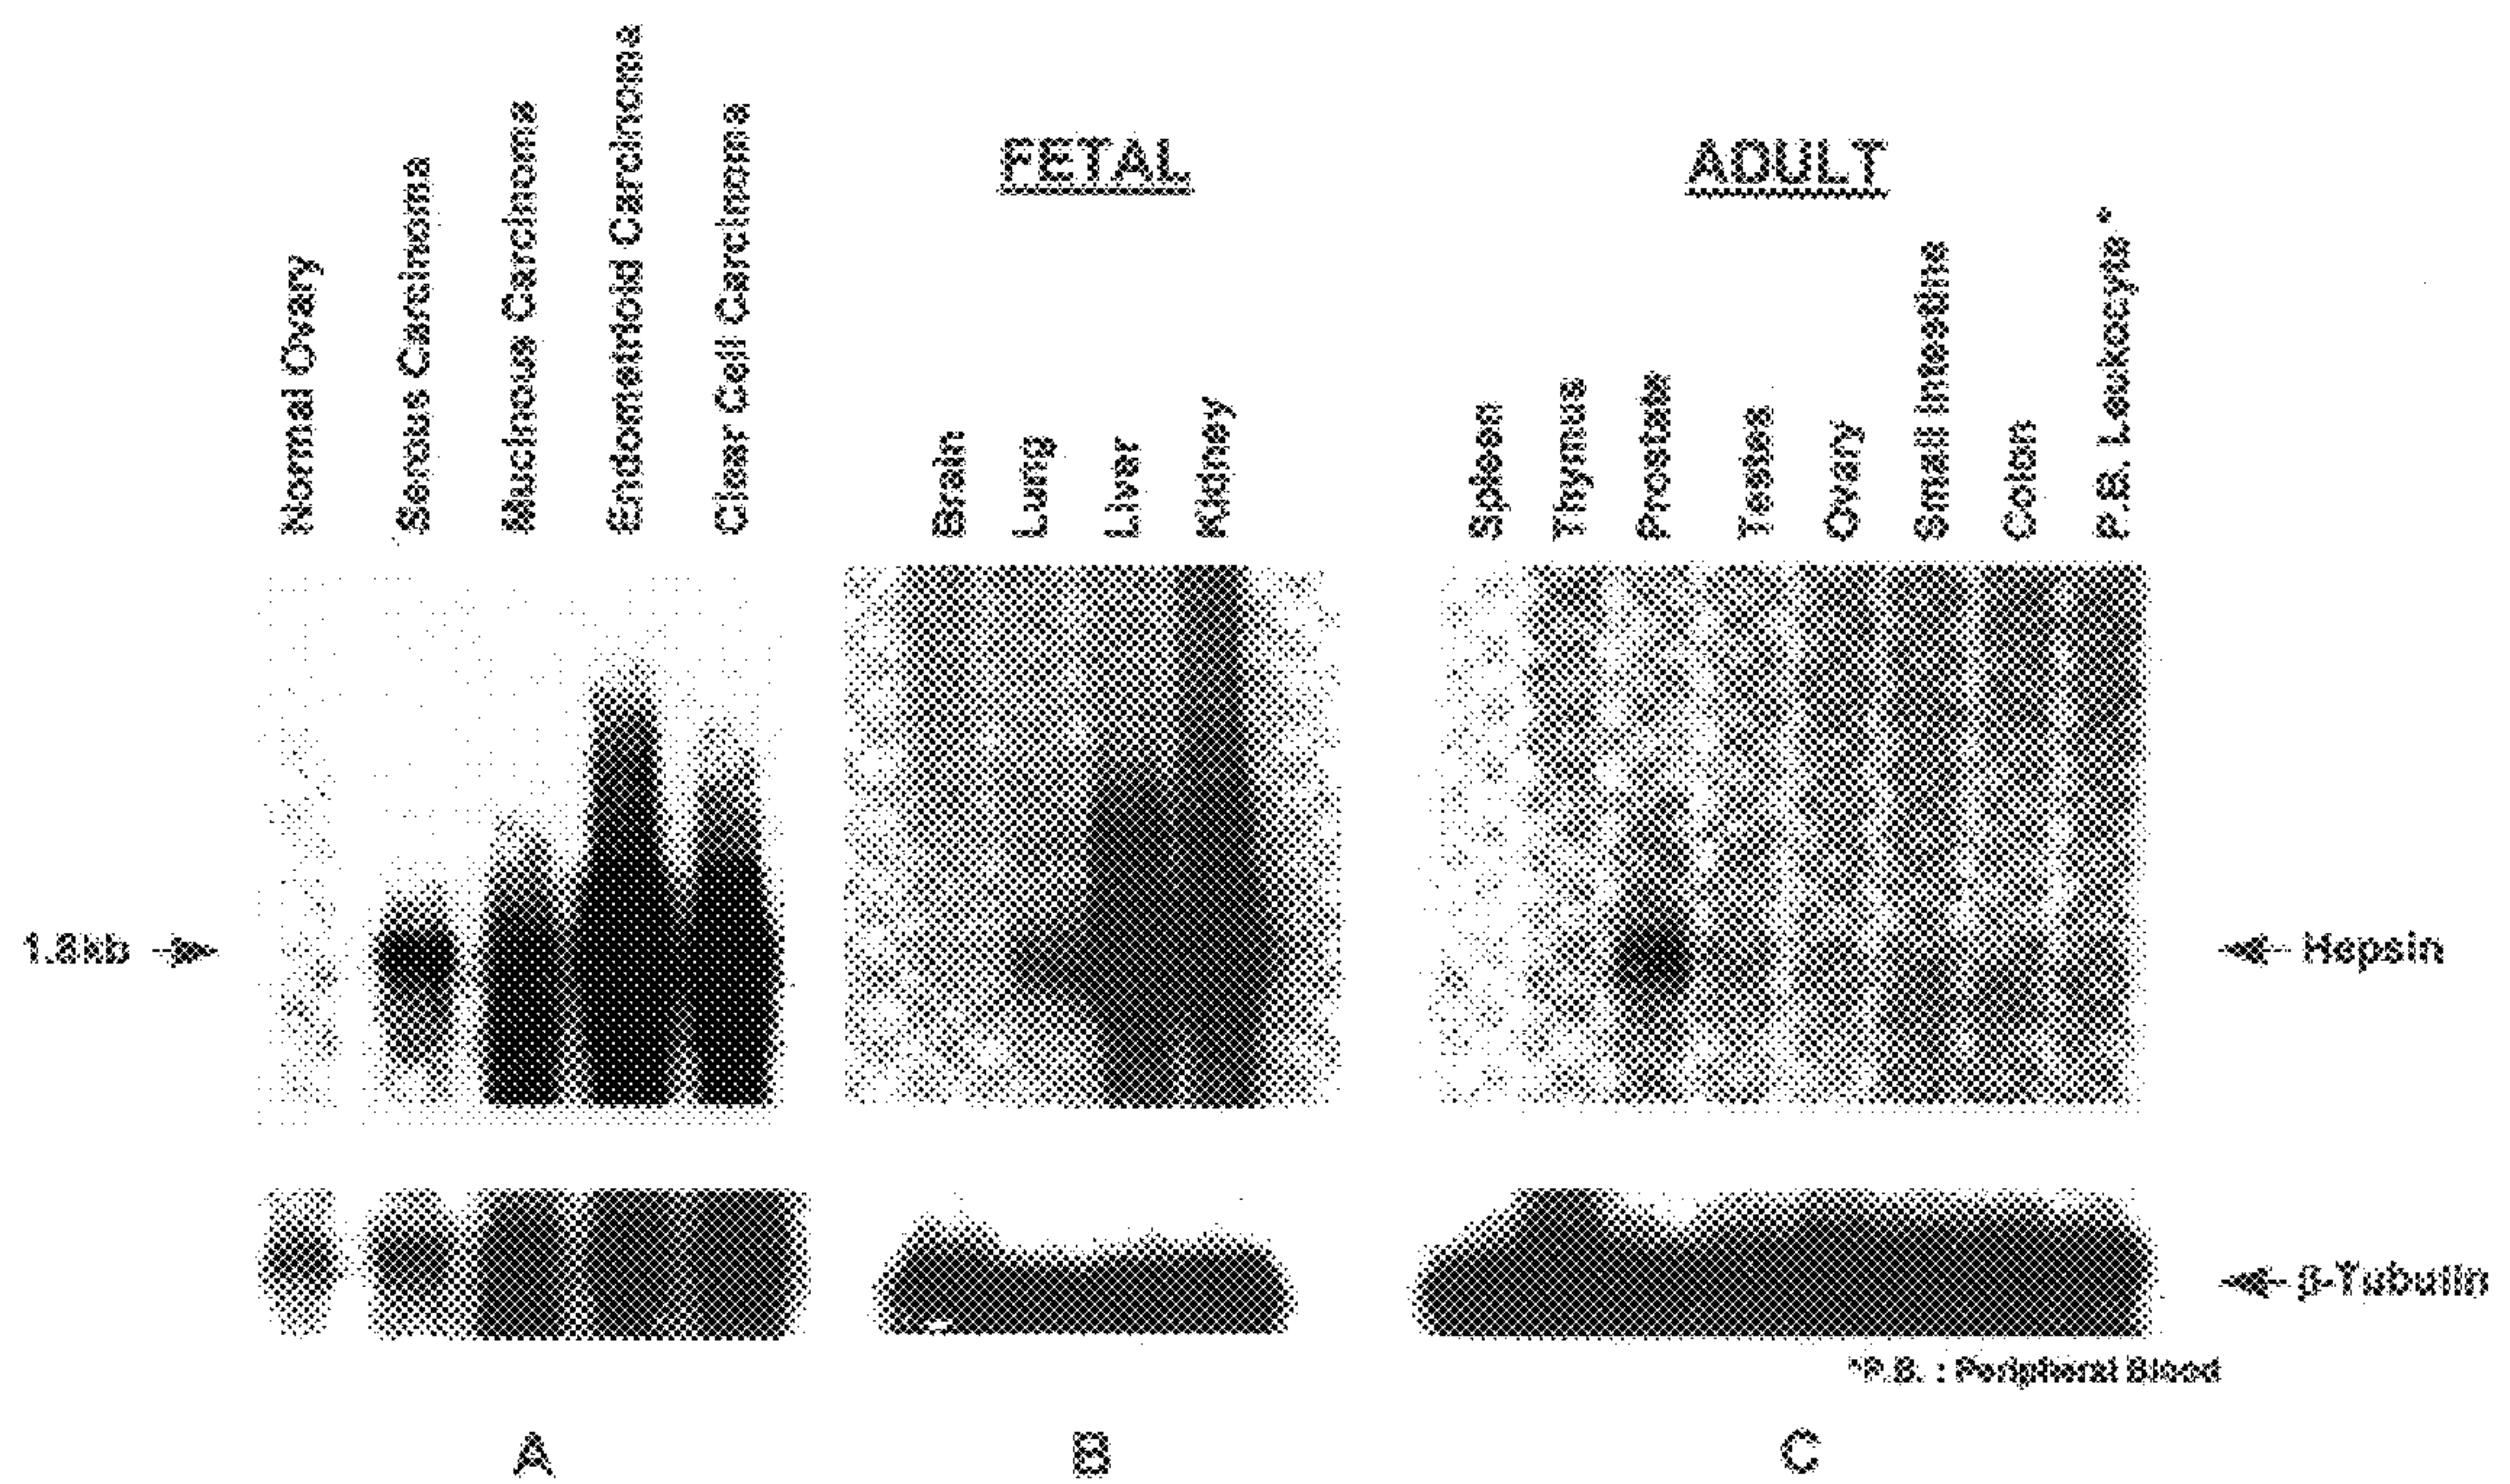 FETAL
ADULT
Normal Ovary
Serous Carcinoma
Mucinous Carcinoma
Endometrioid Carcinoma
Clear Cell Carcinoma
Brain
Lung
Liver
Kidney
Spleen
Thymus
Prostate
Testes
Ovary
Small Intestine
Colon
P.B. Leukocyte*
1.8kb
Hepsin
β-Tubulin
*P.B. : Peripheral Blood
A
B
C